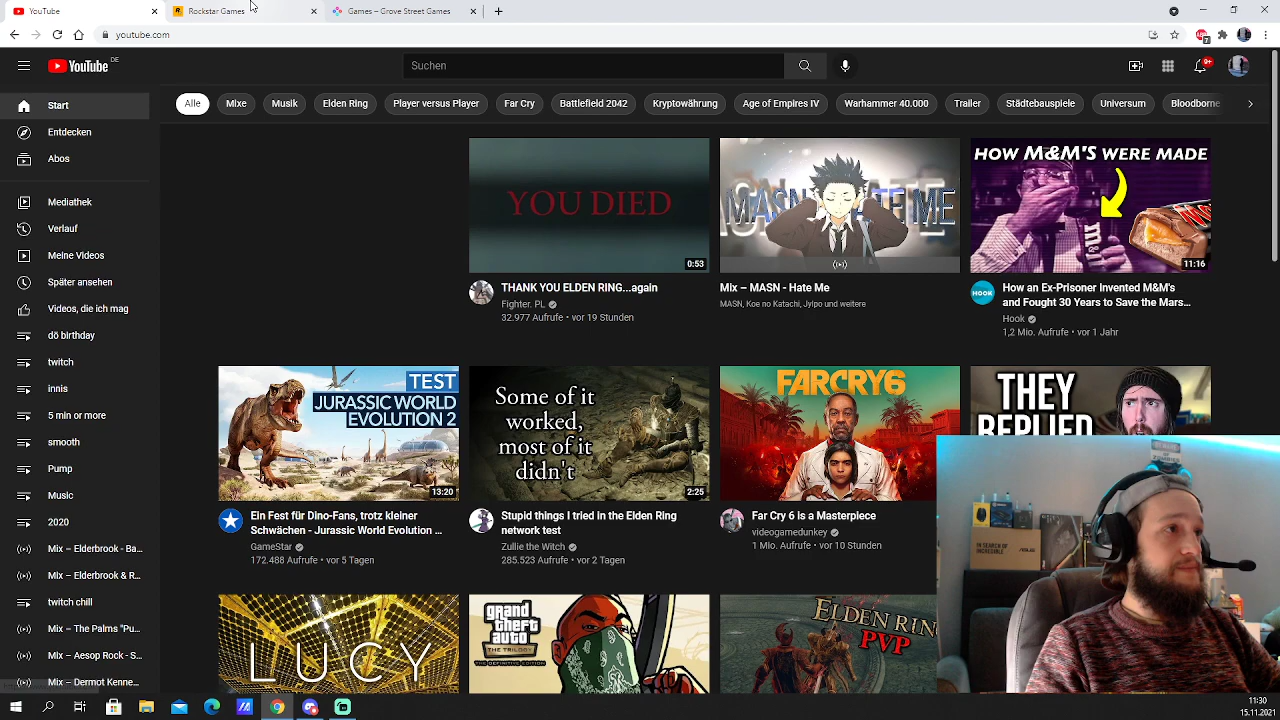 YouTube
Rockstar Games
Games – Grove Street Games
youtube.com
7
YouTube DE
Suchen
9+
Start
Entdecken
Abos
Mediathek
Verlauf
Meine Videos
Später ansehen
Videos, die ich mag
dö birthday
twitch
innis
5 min or more
smooth
Pump
Music
2020
Mix – Elderbrook - Ba...
Mix – Elderbrook & R...
twitch chill
Mix – The Palms "Pu...
Mix – Aesop Rock - S...
Mix – Dermot Kenne...
Alle
Mixe
Musik
Elden Ring
Player versus Player
Far Cry
Battlefield 2042
Kryptowährung
Age of Empires IV
Warhammer 40.000
Trailer
Städtebauspiele
Universum
Bloodborne
YOU DIED
0:53
THANK YOU ELDEN RING...again
Fighter. PL
32.977 Aufrufe • vor 19 Stunden
Mix – MASN - Hate Me
MASN, Koe no Katachi, Jylpo und weitere
HOW M&M'S WERE MADE
11:16
HOOK
How an Ex-Prisoner Invented M&M's
and Fought 30 Years to Save the Mars...
Hook
1,2 Mio. Aufrufe • vor 1 Jahr
TEST
JURASSIC WORLD
EVOLUTION 2
13:20
Ein Fest für Dino-Fans, trotz kleiner
Schwächen - Jurassic World Evolution ...
GameStar
172.488 Aufrufe • vor 5 Tagen
Some of it
worked,
most of it
didn't
2:25
Stupid things I tried in the Elden Ring
network test
Zullie the Witch
285.523 Aufrufe • vor 2 Tagen
FARCRY6
Far Cry 6 Is a Masterpiece
videogamedunkey
1 Mio. Aufrufe • vor 10 Stunden
THEY
REPLIED
LUCY
grand
theft
auto
THE TRILOGY
THE DEFINITIVE EDITION
ELDEN RING
PVP
IN SEARCH OF
INCREDIBLE
ASUS
11:30
15.11.2021